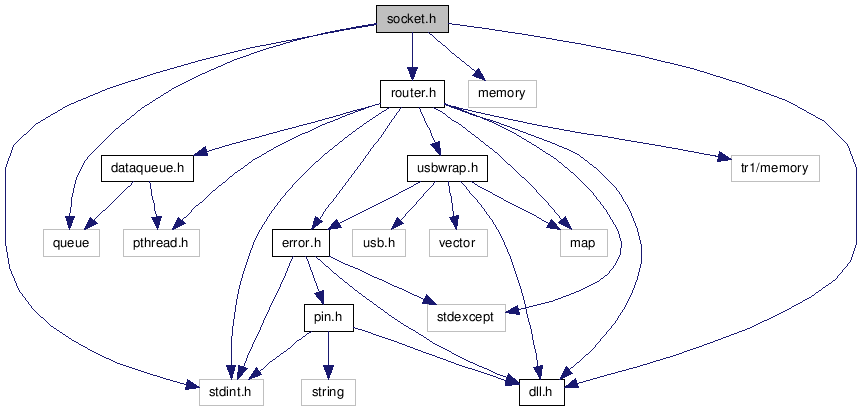 socket.h
router.h
memory
dataqueue.h
usbwrap.h
tr1/memory
queue
pthread.h
error.h
usb.h
vector
map
pin.h
stdexcept
stdint.h
string
dll.h